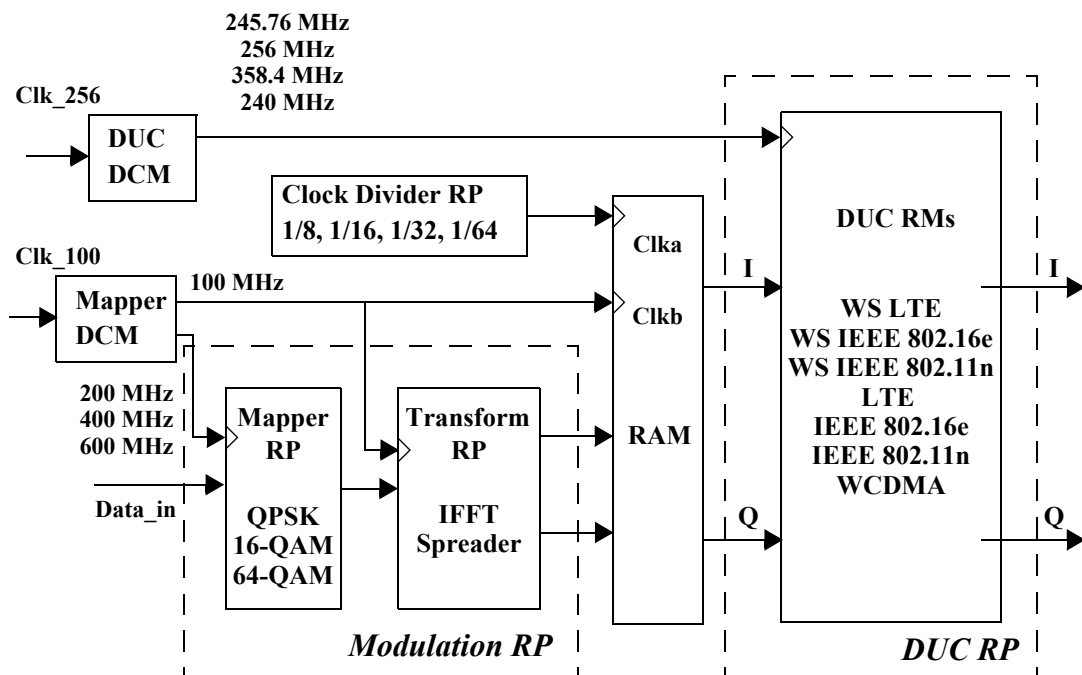 245.76 MHz
256 MHz
358.4 MHz
240 MHz
Clk_256
DUC
DCM
Clock Divider RP
1/8, 1/16, 1/32, 1/64
Clk_100
Mapper
DCM
100 MHz
200 MHz
400 MHz
600 MHz
Data_in
Mapper
RP
QPSK
16-QAM
64-QAM
Transform
RP
IFFT
Spreader
Modulation RP
Clka
Clkb
RAM
I
Q
DUC RMs
WS LTE
WS IEEE 802.16e
WS IEEE 802.11n
LTE
IEEE 802.16e
IEEE 802.11n
WCDMA
I
Q
DUC RP